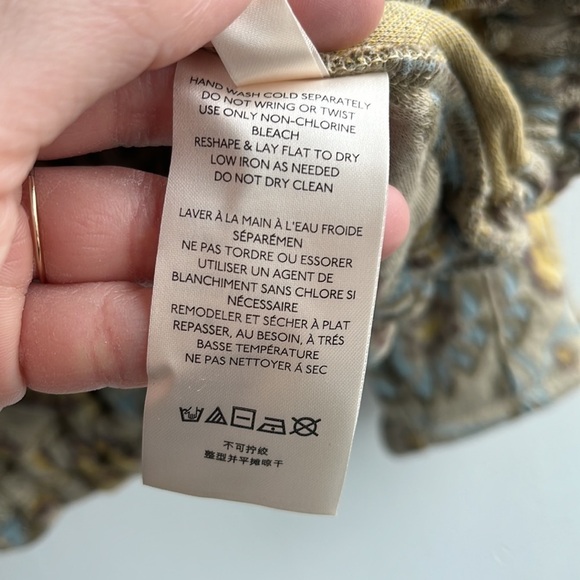 HAND WASH COLD SEPARATELY
DO NOT WRING OR TWIST
USE ONLY NON-CHLORINE
BLEACH
RESHAPE & LAY FLAT TO DRY
LOW IRON AS NEEDED
DO NOT DRY CLEAN
LAVER À LA MAIN À L'EAU FROIDE
SÉPARÉMEN
NE PAS TORDRE OU ESSORER
UTILISER UN AGENT DE
BLANCHIMENT SANS CHLORE SI
NÉCESSAIRE
REMODELER ET SÉCHER À PLAT
REPASSER, AU BESOIN, À TRÉS
BASSE TEMPÉRATURE
NE PAS NETTOYER Á SEC
不可拧绞
整型并平摊晾干